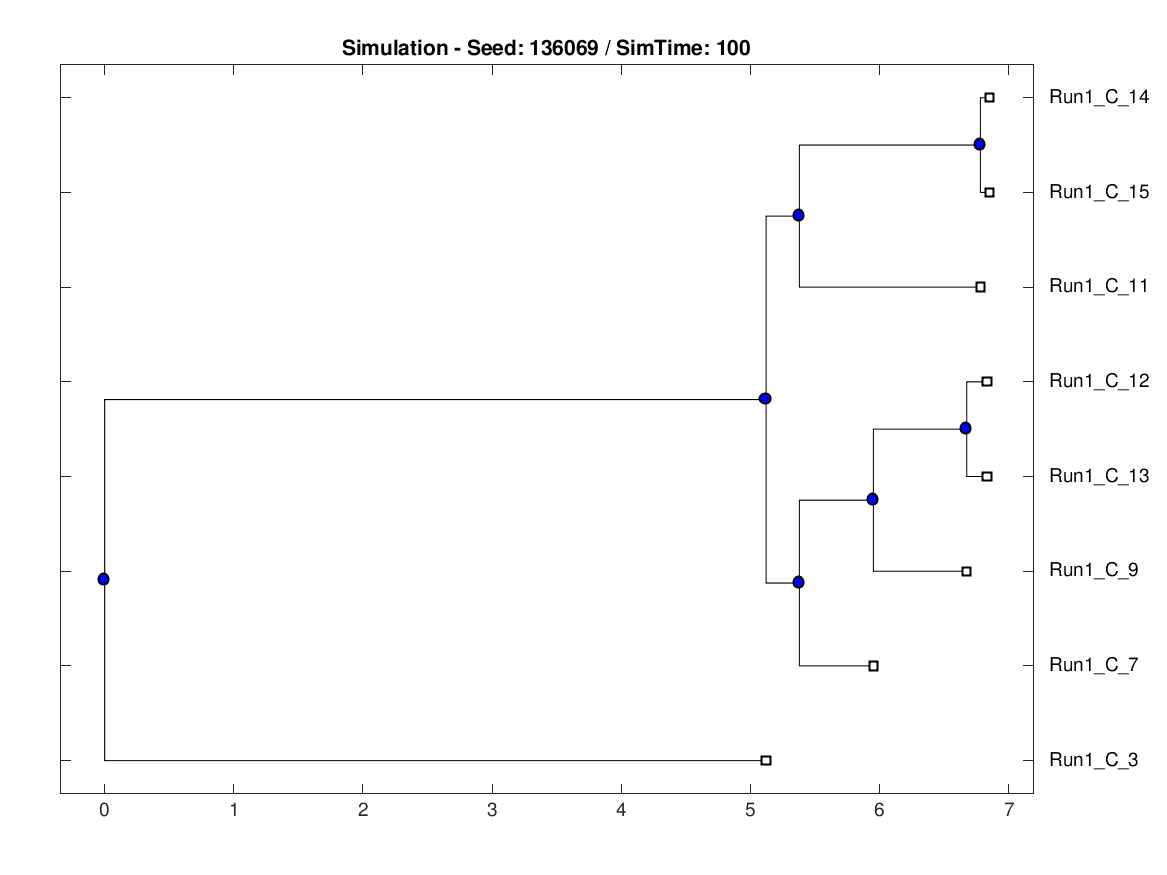 Simulation - Seed: 136069 / SimTime: 100
Run1_C_14
Run1_C_15
Run1_C_11
Run1_C_12
Run1_C_13
Run1_C_9
Run1_C_7
Run1_C_3
0 1 2 3 4 5 6 7